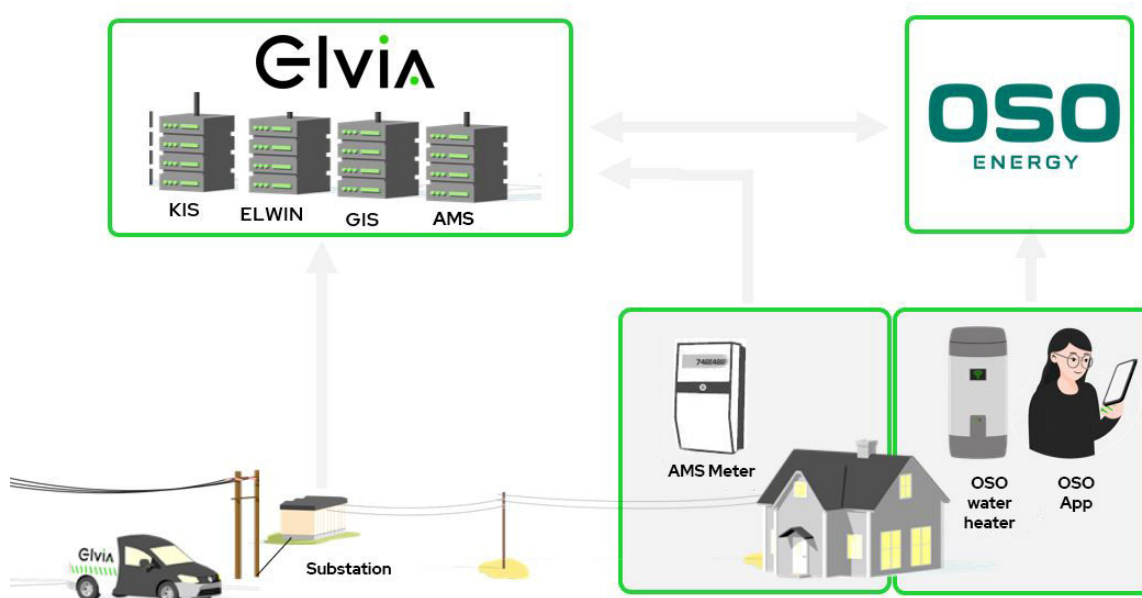 Elvia
OSO
ENERGY
KIS
ELWIN
GIS
AMS
AMS Meter
OSO
water
heater
OSO
App
Elvia
Substation